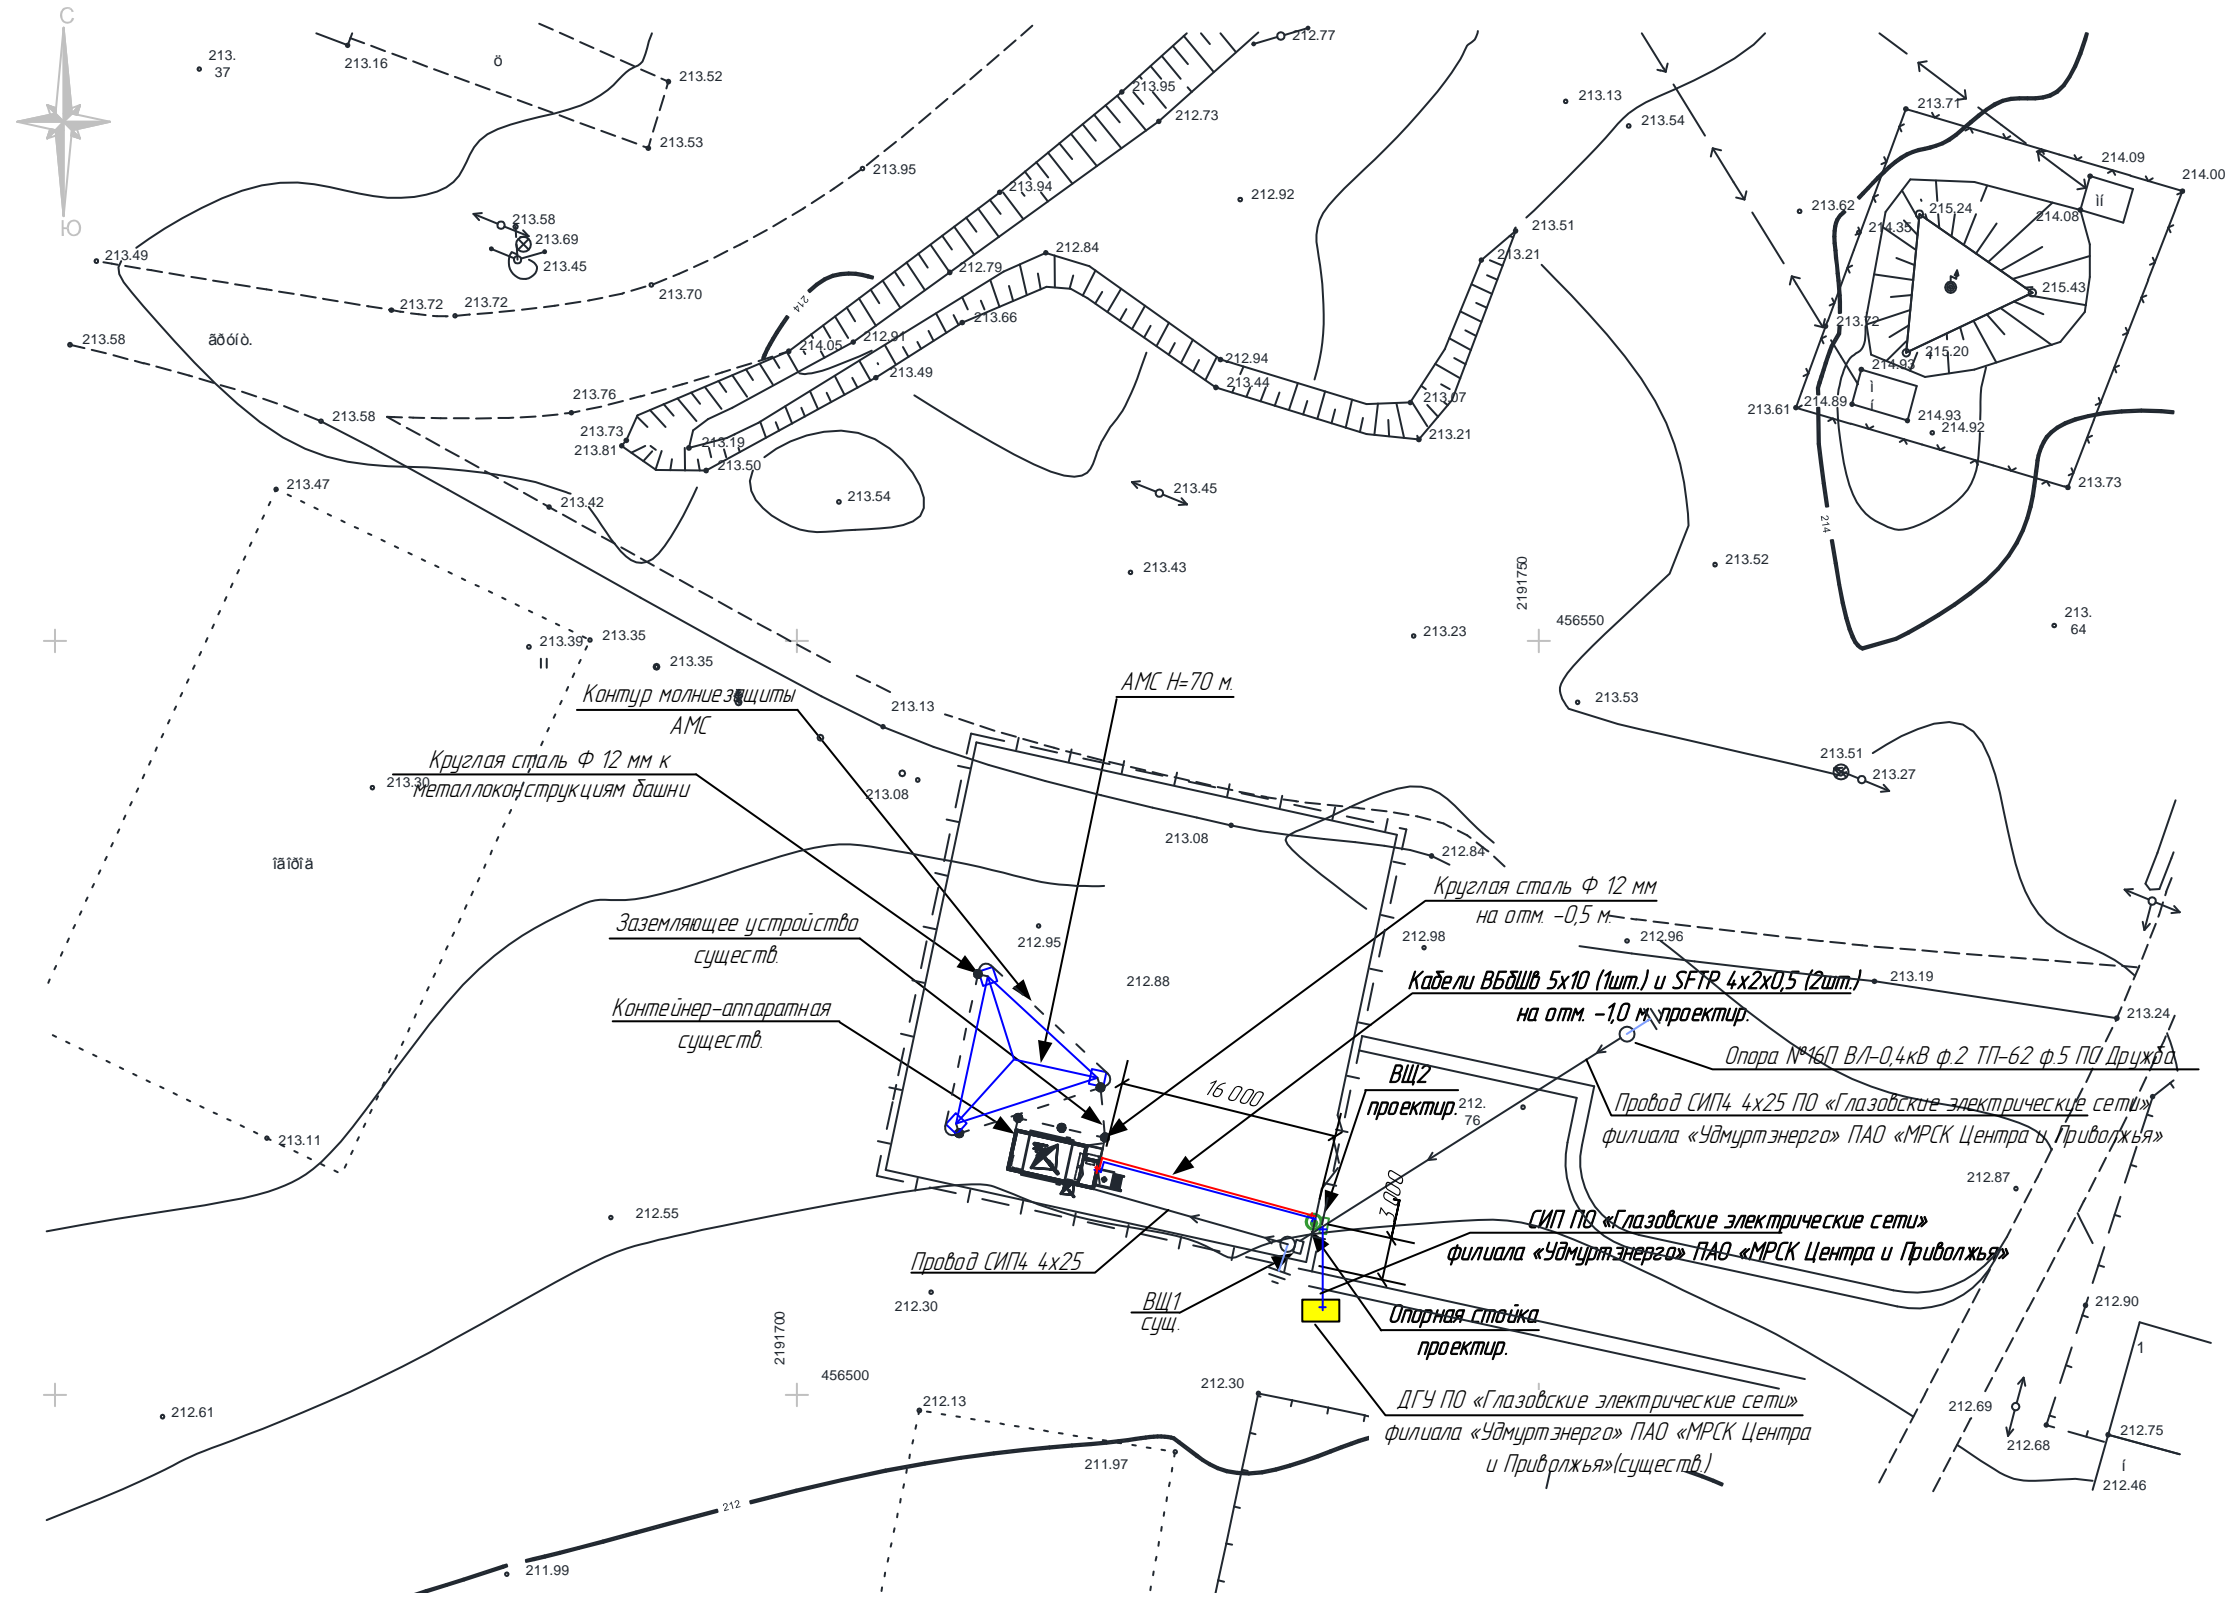 С
Ю
213.
37
213.16
ö
213.52
213.53
213.95
212.73
212.77
213.13
213.54
213.71
214.09
214.00
213.95
213.94
212.92
213.62
214.35
215.24
214.08
ìí
213.58
213.69
213.45
213.49
213.72
213.72
213.70
212.79
212.84
213.51
213.21
215.43
213.72
213.58
ãðóíò.
214
214.05
212.91
213.66
213.49
212.94
213.44
213.07
213.21
215.20
214.93
ì
í
214.89
213.61
214.93
214.92
213.73
213.76
213.58
213.73
213.81
213.19
213.50
213.54
213.45
213.47
213.42
214
213.43
213.52
2191750
456550
213.
64
213.39
213.35
213.35
II
213.23
213.53
213.13
213.51
213.27
Контур молниезащиты
АМС
АМС Н=70 м.
Круглая сталь Ф 12 мм к
металлоконструкциям башни
213.30
213.08
213.08
212.84
îãîðîä
Круглая сталь Ф 12 мм
на отм. -0,5 м.
Заземляющее устройство
существ.
212.95
212.98
212.96
212.88
213.19
213.24
Кабели ВБбШв 5х10 (1шт.) и SFTP 4х2х0,5 (2шт.)
на отм. -1,0 м. проектир.
Контейнер-аппаратная
существ.
Опора №16П ВЛ-0,4кВ ф.2 ТП-62 ф.5 ПС Дружба
16 000
ВЩ2
проектир.
212.
76
Провод СИП4 4х25 ПО «Глазовские электрические сети»
филиала «Удмуртэнерго» ПАО «МРСК Центра и Приволжья»
213.11
212.87
3 000
212.55
СИП ПО «Глазовские электрические сети»
филиала «Удмуртэнерго» ПАО «МРСК Центра и Приволжья»
Провод СИП4 4х25
212.30
ВЩ1
сущ.
Опорная стойка
проектир.
212.90
1
2191700
456500
212.30
212.61
212.13
ДГУ ПО «Глазовские электрические сети»
филиала «Удмуртэнерго» ПАО «МРСК Центра
и Приволжья»(существ.)
212.69
212.68
212.75
í
212.46
211.97
212
211.99